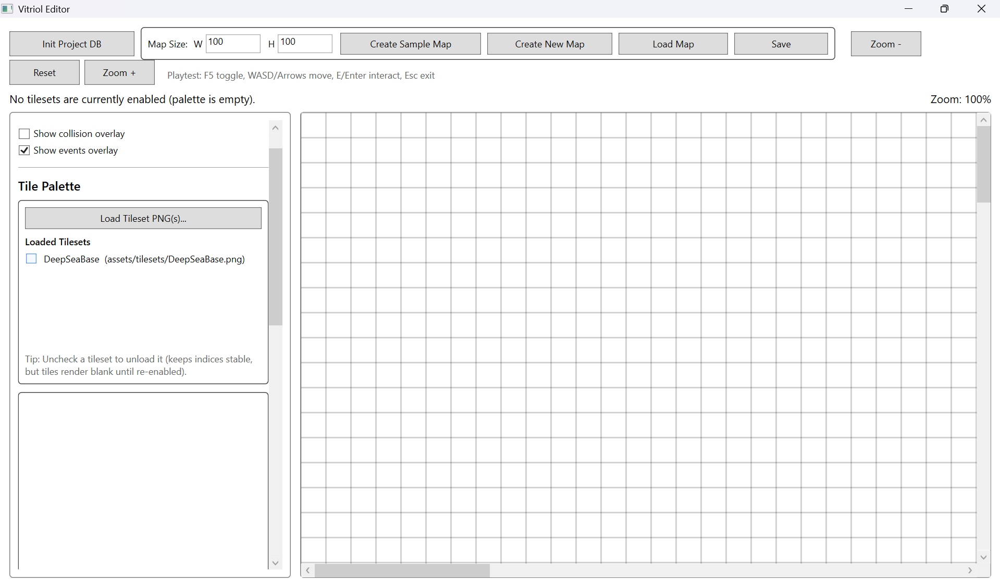 Vitriol Editor
Init Project DB
Map Size: W 100 H 100
Create Sample Map
Create New Map
Load Map
Save
Zoom -
Reset
Zoom +
Playtest: F5 toggle, WASD/Arrows move, E/Enter interact, Esc exit
No tilesets are currently enabled (palette is empty).
Zoom: 100%
Show collision overlay
Show events overlay
Tile Palette
Load Tileset PNG(s)...
Loaded Tilesets
DeepSeaBase (assets/tilesets/DeepSeaBase.png)
Tip: Uncheck a tileset to unload it (keeps indices stable,
but tiles render blank until re-enabled).